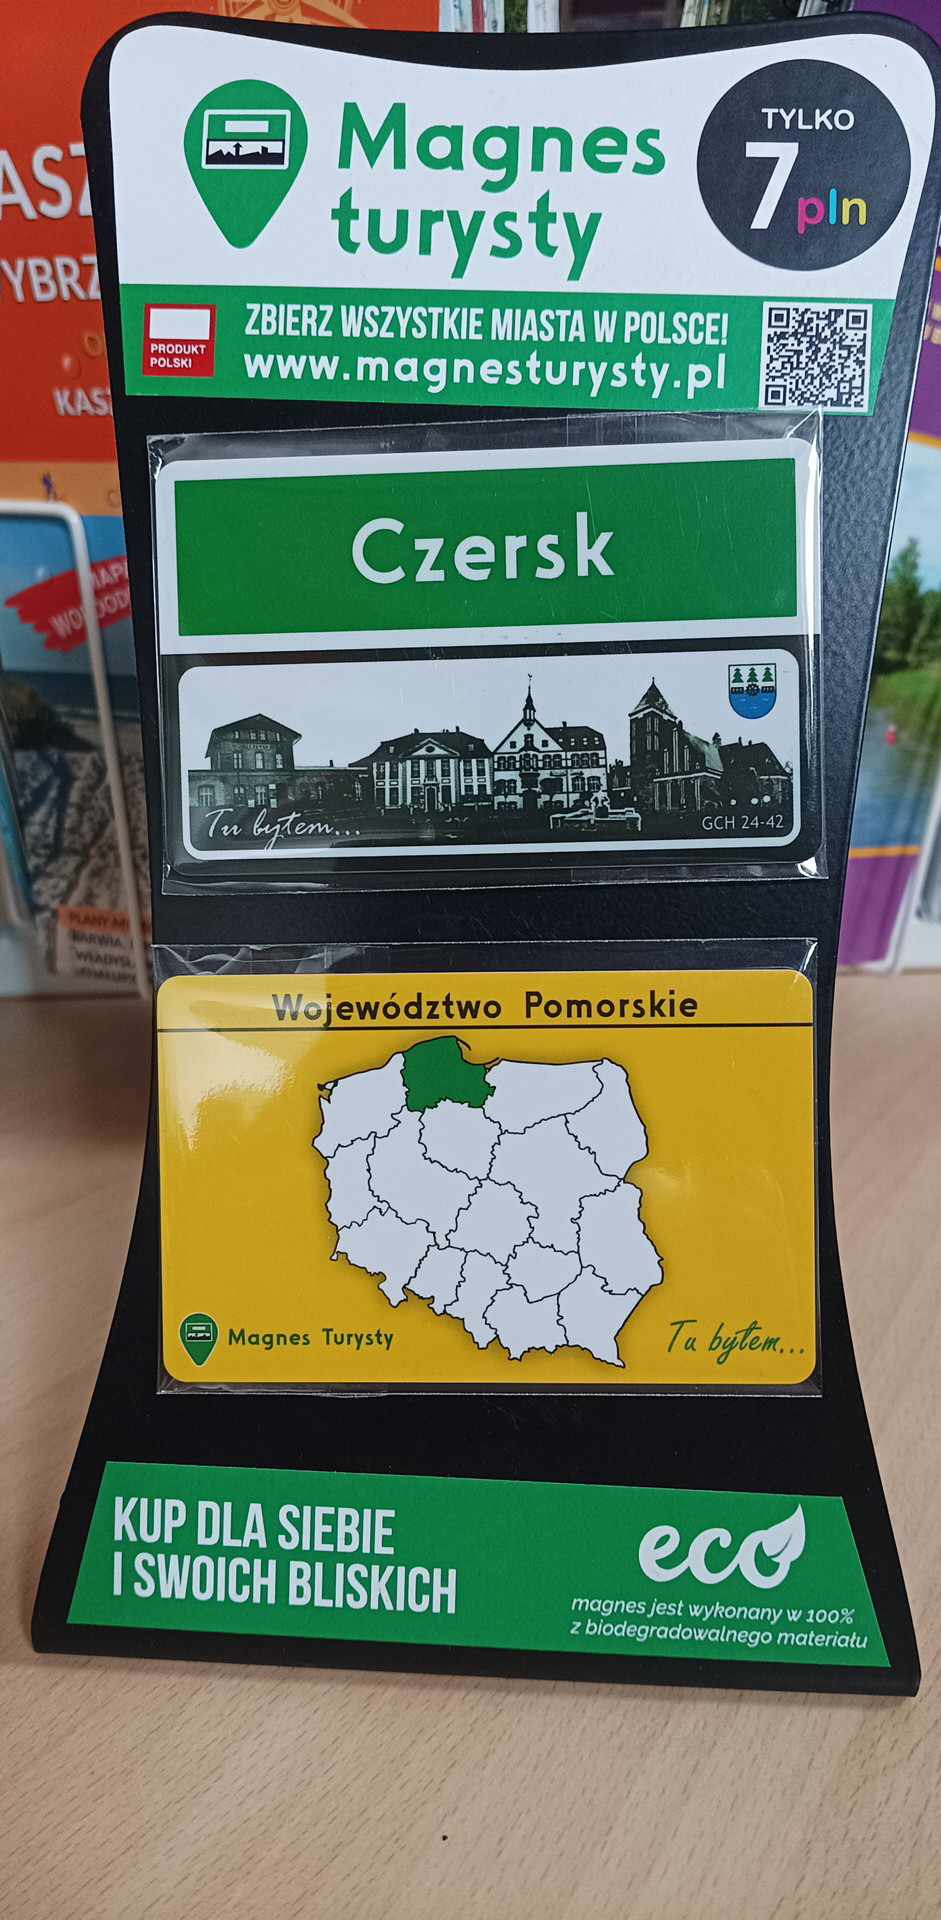 Magnes
turysty
TYLKO
7 pln
PRODUKT
POLSKI
ZBIERZ WSZYSTKIE MIASTA W POLSCE!
www.magnesturysty.pl
Czersk
Tu byłem...
GCH 24-42
Województwo Pomorskie
Magnes Turysty
Tu byłem...
KUP DLA SIEBIE
I SWOICH BLISKICH
eco
magnes jest wykonany w 100%
z biodegradowalnego materiału